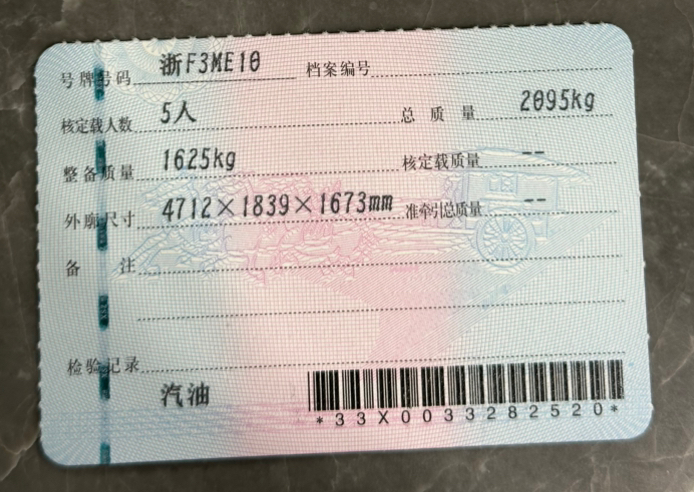 号牌号码 浙F3ME10 档案编号
核定载人数 5人 总质量 2095kg
整备质量 1625kg 核定载质量 --
外廓尺寸 4712×1839×1673mm 准牵引总质量 --
备注
检验记录
汽油
*33X0033282520*